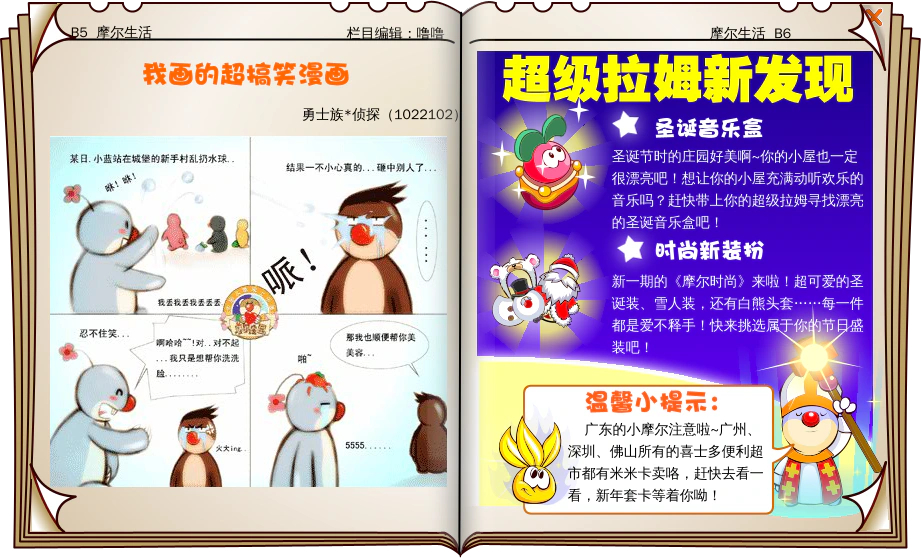 B5 摩尔生活
栏目编辑：噜噜
我画的超搞笑漫画
勇士族*侦探（1022102）
某日.小蓝站在城堡的新手村乱扔水球..
咻！咻！
我丢我丢我丢丢丢.
结果一不小心真的...砸中别人了...
......
哌！
忍不住笑...
啊哈哈~~!对..对不起
...我只是想帮你洗洗
脸........
火大ing..
那我也顺便帮你美
美容...
啪~
5555......
摩尔生活 B6
超级拉姆新发现
圣诞音乐盒
圣诞节时的庄园好美啊~你的小屋也一定
很漂亮吧！想让你的小屋充满动听欢乐的
音乐吗？赶快带上你的超级拉姆寻找漂亮
的圣诞音乐盒吧！
时尚新装扮
新一期的《摩尔时尚》来啦！超可爱的圣
诞装、雪人装，还有白熊头套……每一件
都是爱不释手！快来挑选属于你的节日盛
装吧！
温馨小提示：
广东的小摩尔注意啦~广州、
深圳、佛山所有的喜士多便利超
市都有米米卡卖咯，赶快去看一
看，新年套卡等着你呦！